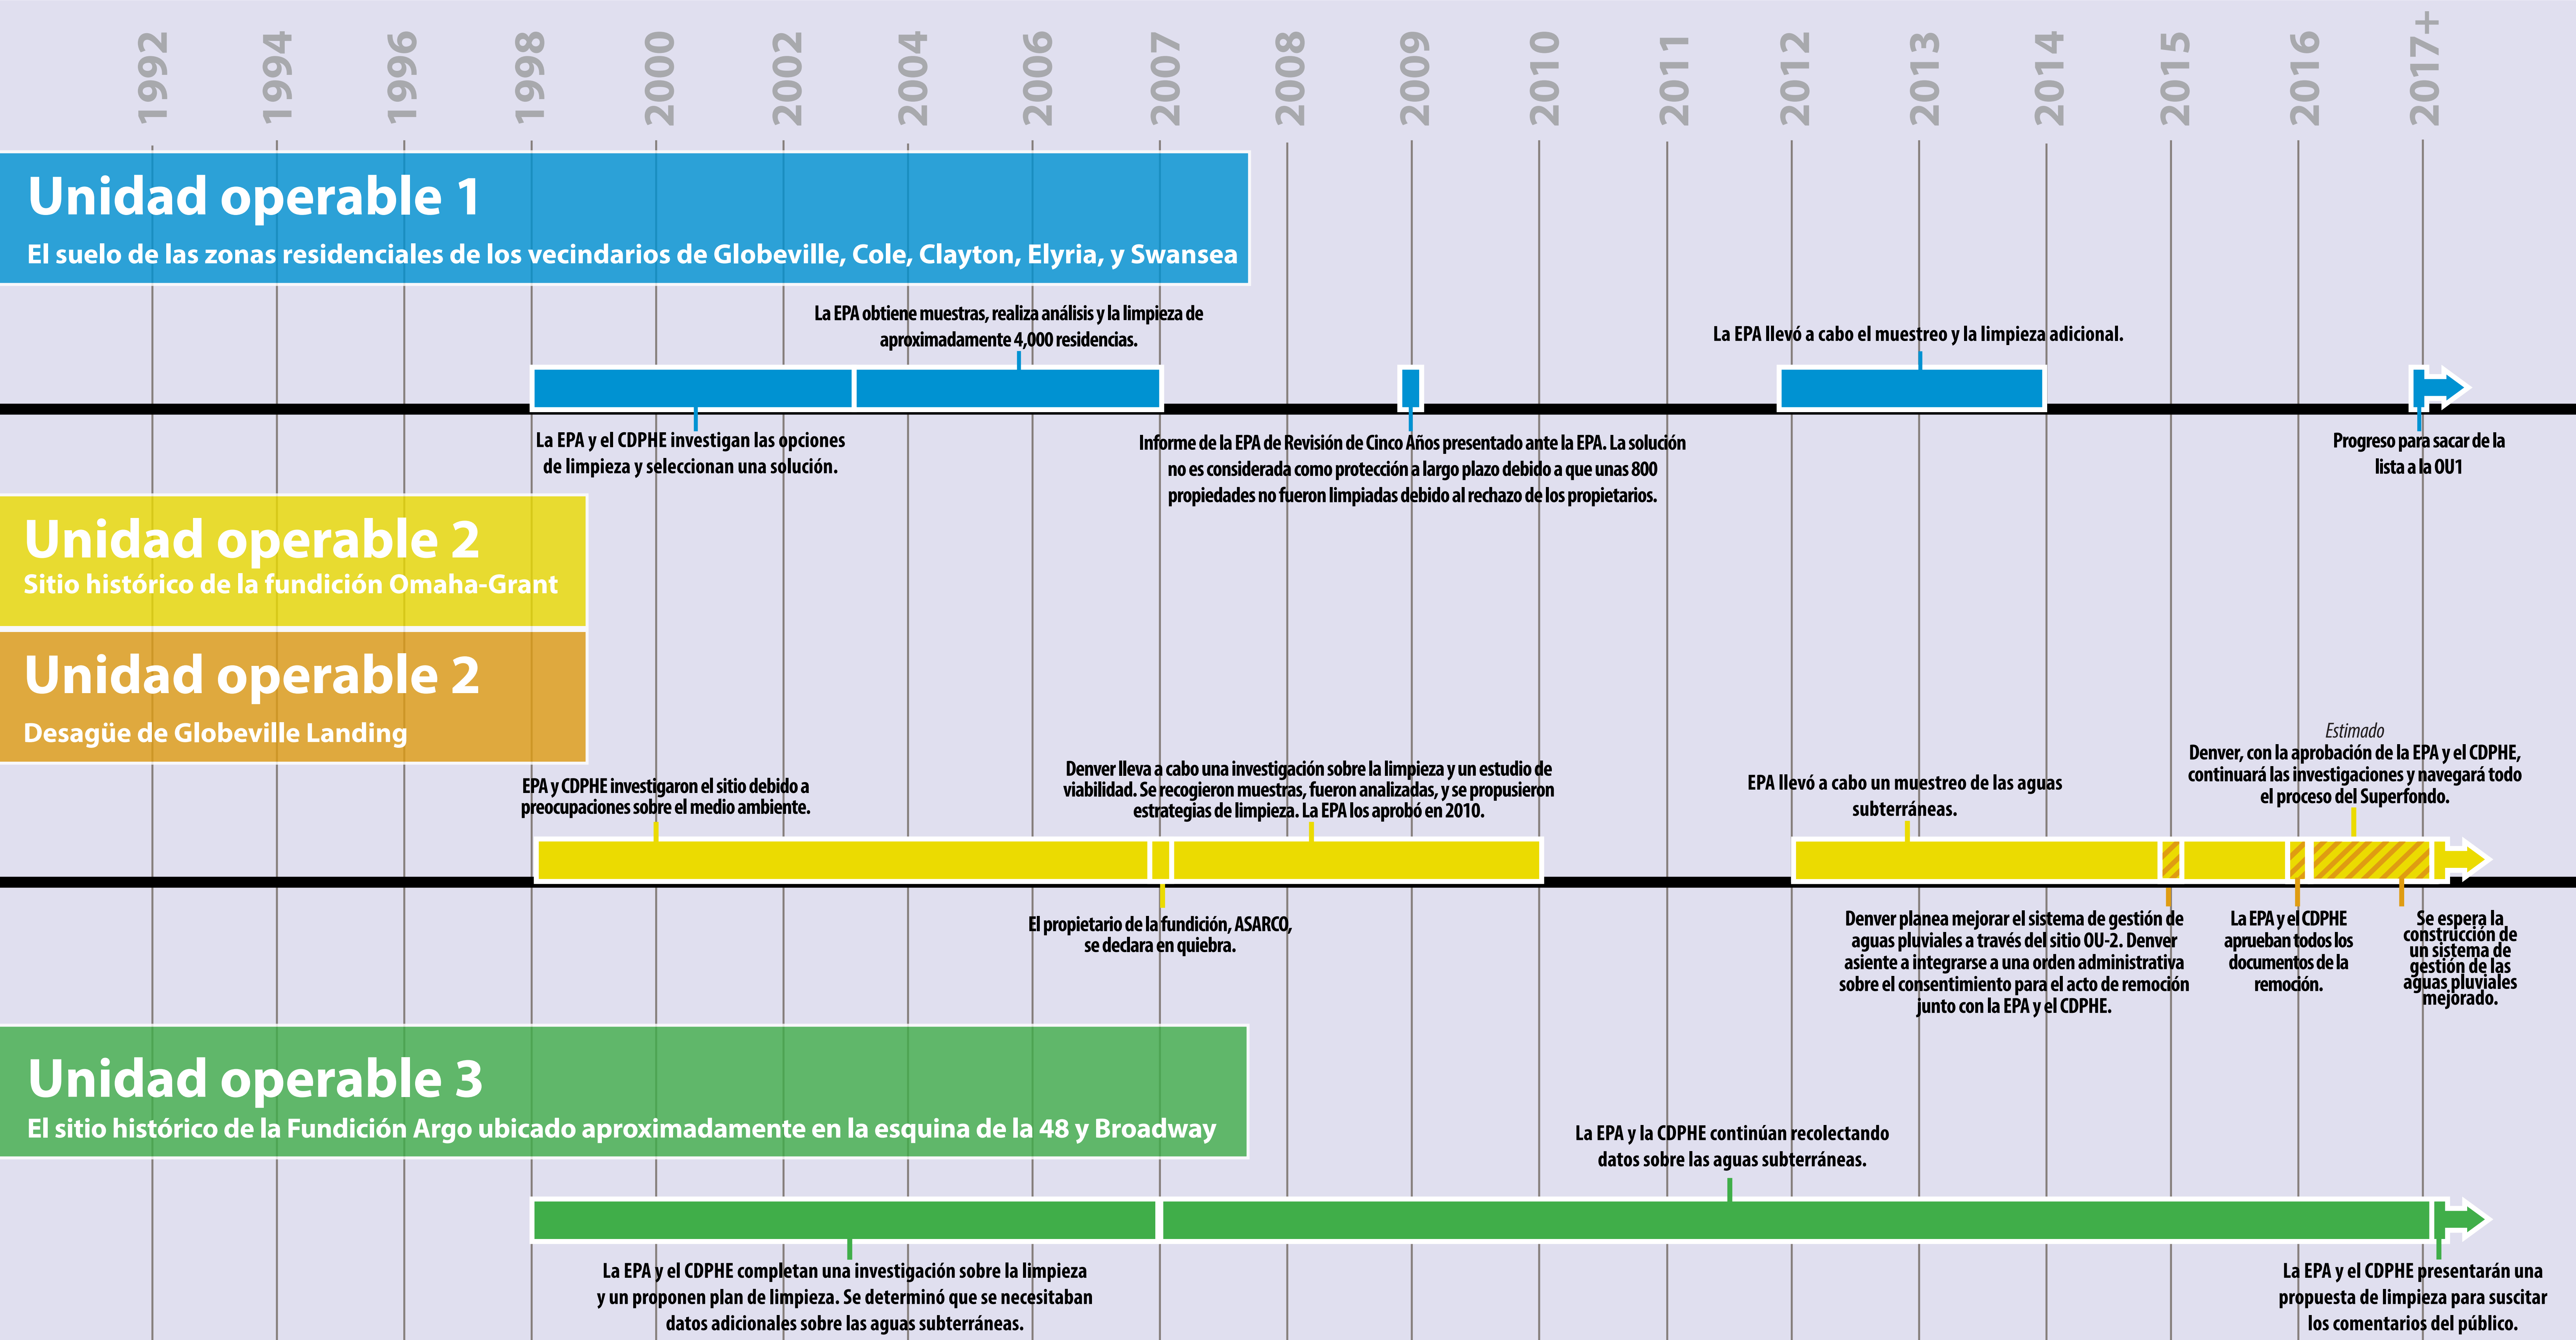 1992
1994
1996
1998
2000
2002
2004
2006
2007
2008
2009
2010
2011
2012
2013
2014
2015
2016
2017+
Unidad operable 1
El suelo de las zonas residenciales de los vecindarios de Globeville, Cole, Clayton, Elyria, y Swansea
La EPA obtiene muestras, realiza análisis y la limpieza de
aproximadamente 4,000 residencias.
La EPA llevó a cabo el muestreo y la limpieza adicional.
La EPA y el CDPHE investigan las opciones
de limpieza y seleccionan una solución.
Informe de la EPA de Revisión de Cinco Años presentado ante la EPA. La solución
no es considerada como protección a largo plazo debido a que unas 800
propiedades no fueron limpiadas debido al rechazo de los propietarios.
Progreso para sacar de la
lista a la OU1
Unidad operable 2
Sitio histórico de la fundición Omaha-Grant
Unidad operable 2
Desagüe de Globeville Landing
EPA y CDPHE investigaron el sitio debido a
preocupaciones sobre el medio ambiente.
Denver lleva a cabo una investigación sobre la limpieza y un estudio de
viabilidad. Se recogieron muestras, fueron analizadas, y se propusieron
estrategias de limpieza. La EPA los aprobó en 2010.
EPA llevó a cabo un muestreo de las aguas
subterráneas.
Estimado
Denver, con la aprobación de la EPA y el CDPHE,
continuará las investigaciones y navegará todo
el proceso del Superfondo.
El propietario de la fundición, ASARCO,
se declara en quiebra.
Denver planea mejorar el sistema de gestión de
aguas pluviales a través del sitio OU-2. Denver
asiente a integrarse a una orden administrativa
sobre el consentimiento para el acto de remoción
junto con la EPA y el CDPHE.
La EPA y el CDPHE
aprueban todos los
documentos de la
remoción.
Se espera la
construcción de
un sistema de
gestión de las
aguas pluviales
mejorado.
Unidad operable 3
El sitio histórico de la Fundición Argo ubicado aproximadamente en la esquina de la 48 y Broadway
La EPA y la CDPHE continúan recolectando
datos sobre las aguas subterráneas.
La EPA y el CDPHE completan una investigación sobre la limpieza
y un proponen plan de limpieza. Se determinó que se necesitaban
datos adicionales sobre las aguas subterráneas.
La EPA y el CDPHE presentarán una
propuesta de limpieza para suscitar
los comentarios del público.